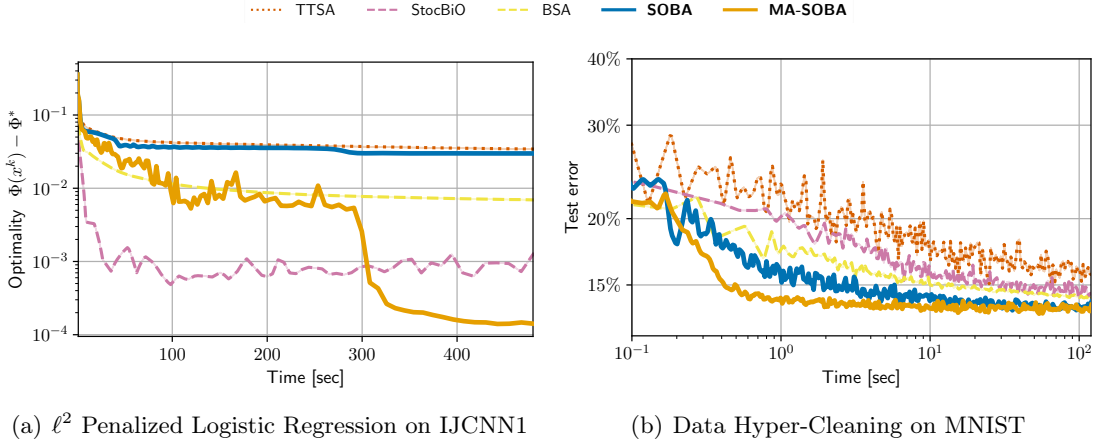 TTSA StocBiO BSA SOBA MA-SOBA
Optimality Φ(x^k) − Φ*
10^−1
10^−2
10^−3
10^−4
100 200 300 400
Time [sec]
Test error
40%
30%
20%
15%
10^−1 10^0 10^1 10^2
Time [sec]
(a) ℓ^2 Penalized Logistic Regression on IJCNN1
(b) Data Hyper-Cleaning on MNIST